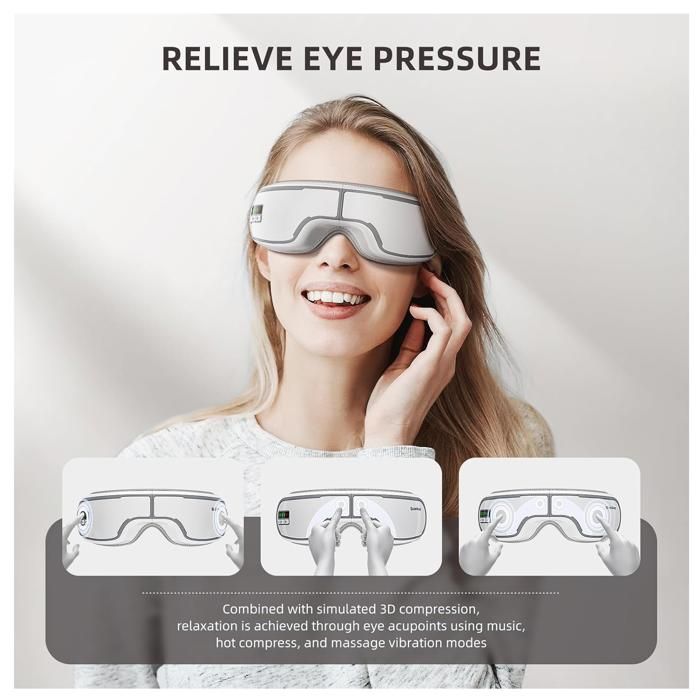 RELIEVE EYE PRESSURE
Combined with simulated 3D compression,
relaxation is achieved through eye acupoints using music,
hot compress, and massage vibration modes